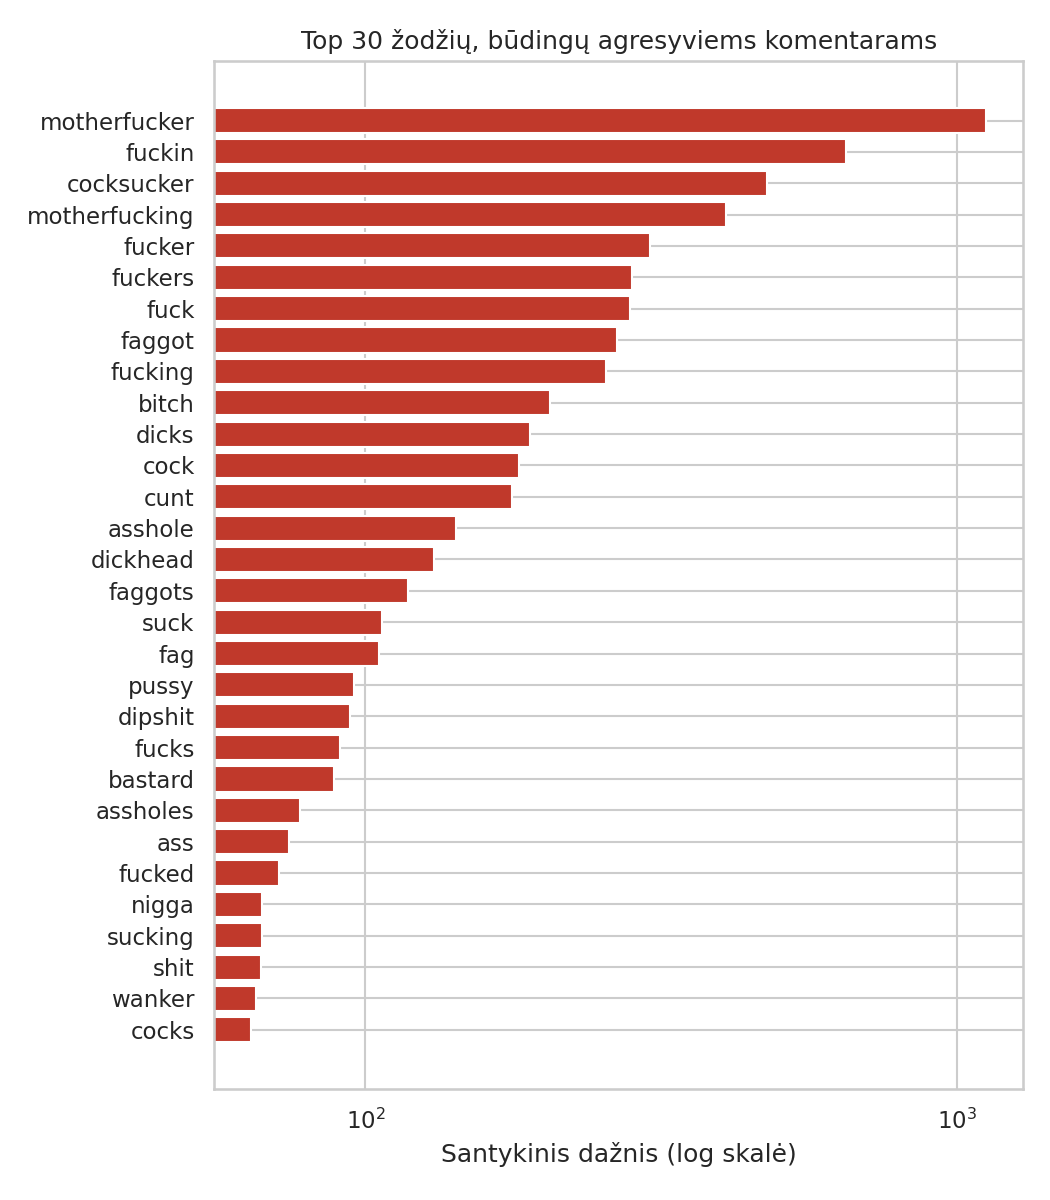 Top 30 žodžių, būdingų agresyviems komentarams
motherfucker
fuckin
cocksucker
motherfucking
fucker
fuckers
fuck
faggot
fucking
bitch
dicks
cock
cunt
asshole
dickhead
faggots
suck
fag
pussy
dipshit
fucks
bastard
assholes
ass
fucked
nigga
sucking
shit
wanker
cocks
10² 10³
Santykinis dažnis (log skalė)